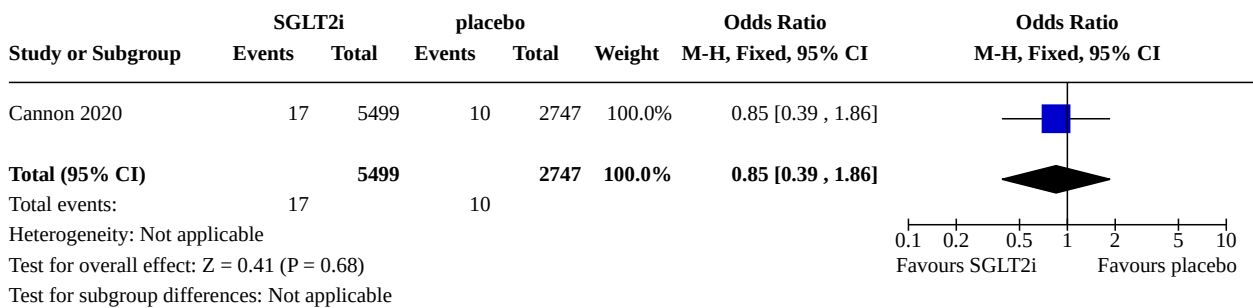 SGLT2i placebo Odds Ratio Odds Ratio
Study or Subgroup Events Total Events Total Weight M-H, Fixed, 95% CI M-H, Fixed, 95% CI
Cannon 2020 17 5499 10 2747 100.0% 0.85 [0.39 , 1.86]
Total (95% CI) 5499 2747 100.0% 0.85 [0.39 , 1.86]
Total events: 17 10
Heterogeneity: Not applicable
0.1 0.2 0.5 1 2 5 10
Test for overall effect: Z = 0.41 (P = 0.68) Favours SGLT2i Favours placebo
Test for subgroup differences: Not applicable